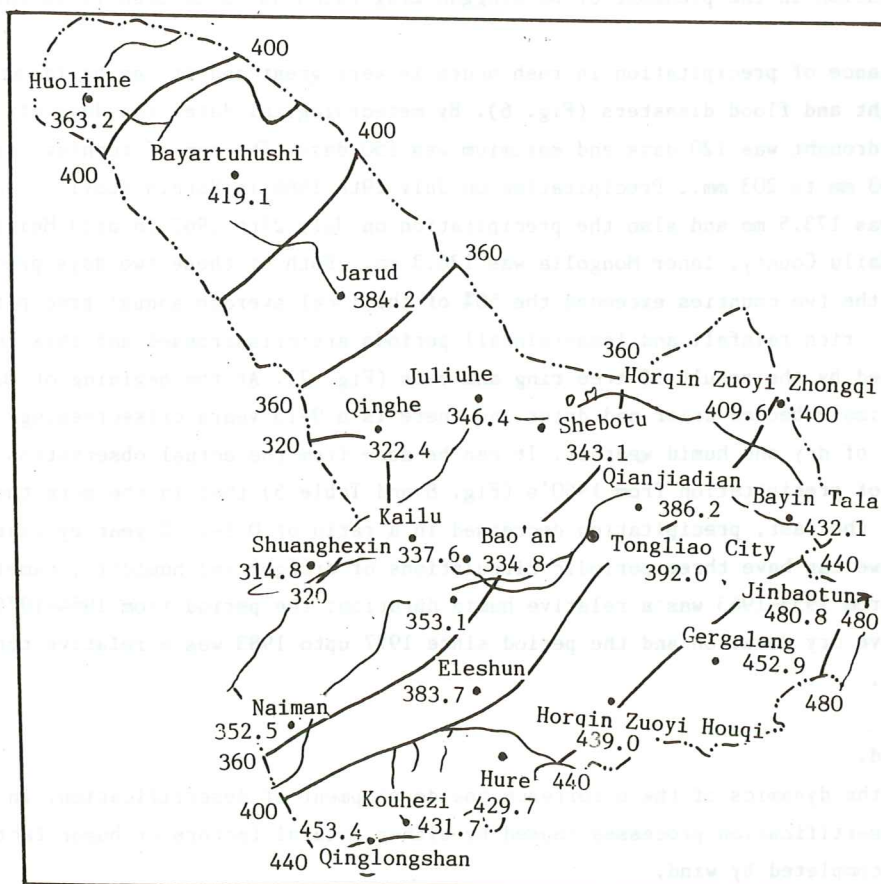 400
Huolinhe
363.2
400
400
Bayartuhushi
419.1
360
Jarud
384.2
360
Juliuhe
346.4
Horqin Zuoyi Zhongqi
409.6
400
360
Qinghe
320
322.4
Shebotu
343.1
Qianjiadian
386.2
Bayin Tala
432.1
Kailu
337.6
Shuanghexin
314.8
320
Bao'an
334.8
Tongliao City
392.0
440
Jinbaotun
480.8
480
353.1
Gergalang
452.9
480
Eleshun
383.7
Naiman
352.5
360
Horqin Zuoyi Houqi
439.0
440
Hure
429.7
400
Kouhezi
431.7
453.4
440
Qinglongshan